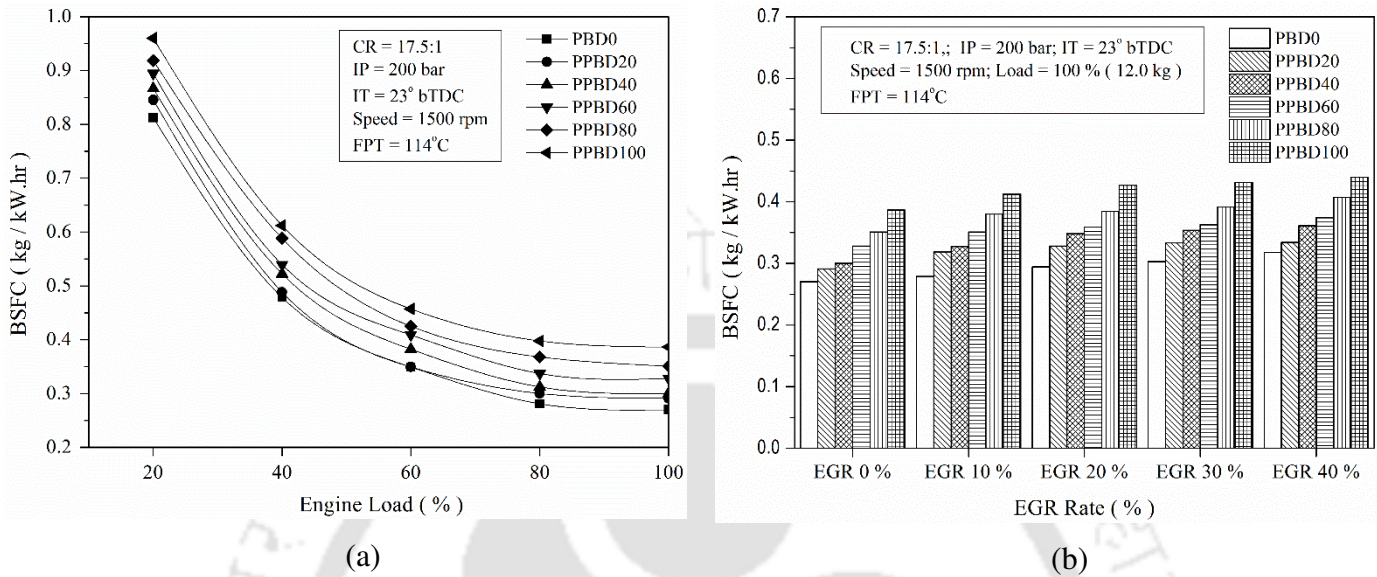 1.0
0.9
0.8
0.7
0.6
0.5
0.4
0.3
0.2
BSFC ( kg / kW.hr )
CR = 17.5:1
IP = 200 bar
IT = 23° bTDC
Speed = 1500 rpm
FPT = 114°C
PBD0
PPBD20
PPBD40
PPBD60
PPBD80
PPBD100
20 40 60 80 100
Engine Load ( % )
(a)
0.7
0.6
0.5
0.4
0.3
0.2
0.1
0.0
BSFC ( kg / kW.hr )
CR = 17.5:1,; IP = 200 bar; IT = 23° bTDC
Speed = 1500 rpm; Load = 100 % ( 12.0 kg )
FPT = 114°C
PBD0
PPBD20
PPBD40
PPBD60
PPBD80
PPBD100
EGR 0 % EGR 10 % EGR 20 % EGR 30 % EGR 40 %
EGR Rate ( % )
(b)